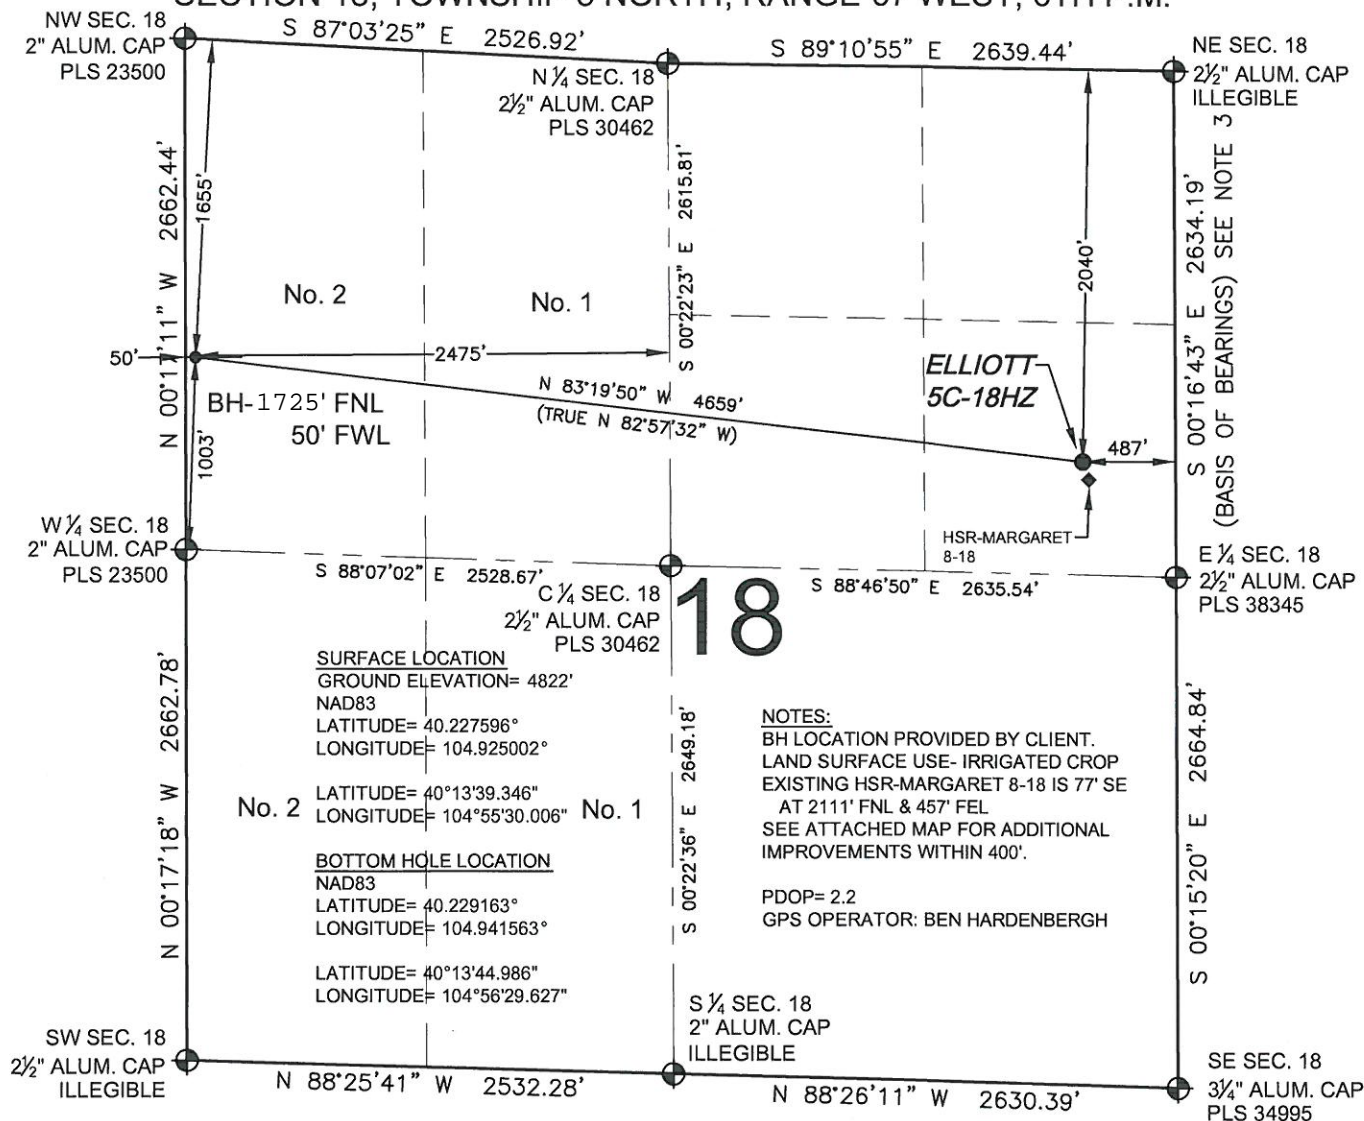 NW SEC. 18
2" ALUM. CAP
PLS 23500
S 87°03'25" E 2526.92'
N ¼ SEC. 18
2½" ALUM. CAP
PLS 30462
S 89°10'55" E 2639.44'
NE SEC. 18
2½" ALUM. CAP
ILLEGIBLE
N 00°17'11" W 2662.44'
1655'
S 00°22'23" E 2615.81'
2040'
S 00°16'43" E 2634.19'
(BASIS OF BEARINGS) SEE NOTE 3
No. 2
No. 1
50'
2475'
BH-1725' FNL
50' FWL
1003'
N 83°19'50" W 4659'
(TRUE N 82°57'32" W)
ELLIOTT
5C-18HZ
487'
HSR-MARGARET
8-18
W ¼ SEC. 18
2" ALUM. CAP
PLS 23500
S 88°07'02" E 2528.67'
C ¼ SEC. 18
2½" ALUM. CAP
PLS 30462
18
S 88°46'50" E 2635.54'
E ¼ SEC. 18
2½" ALUM. CAP
PLS 38345
N 00°17'18" W 2662.78'
SURFACE LOCATION
GROUND ELEVATION= 4822'
NAD83
LATITUDE= 40.227596°
LONGITUDE= 104.925002°
LATITUDE= 40°13'39.346"
LONGITUDE= 104°55'30.006"
No. 2
No. 1
BOTTOM HOLE LOCATION
NAD83
LATITUDE= 40.229163°
LONGITUDE= 104.941563°
LATITUDE= 40°13'44.986"
LONGITUDE= 104°56'29.627"
S 00°22'36" E 2649.18'
NOTES:
BH LOCATION PROVIDED BY CLIENT.
LAND SURFACE USE- IRRIGATED CROP
EXISTING HSR-MARGARET 8-18 IS 77' SE
AT 2111' FNL & 457' FEL
SEE ATTACHED MAP FOR ADDITIONAL
IMPROVEMENTS WITHIN 400'.
PDOP= 2.2
GPS OPERATOR: BEN HARDENBERGH
S 00°15'20" E 2664.84'
SW SEC. 18
2½" ALUM. CAP
ILLEGIBLE
N 88°25'41" W 2532.28'
S ¼ SEC. 18
2" ALUM. CAP
ILLEGIBLE
N 88°26'11" W 2630.39'
SE SEC. 18
3¼" ALUM. CAP
PLS 34995